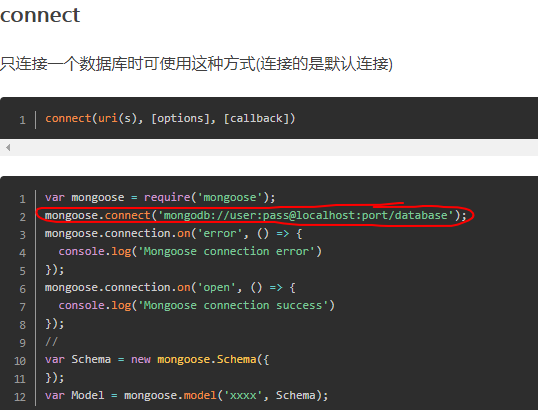 connect
只连接一个数据库时可使用这种方式(连接的是默认连接)
1 connect(uri(s), [options], [callback])
1 var mongoose = require('mongoose');
2 mongoose.connect('mongodb://user:pass@localhost:port/database');
3 mongoose.connection.on('error', () => {
4 console.log('Mongoose connection error')
5 });
6 mongoose.connection.on('open', () => {
7 console.log('Mongoose connection success')
8 });
9 //
10 var Schema = new mongoose.Schema({
11 });
12 var Model = mongoose.model('xxxx', Schema);